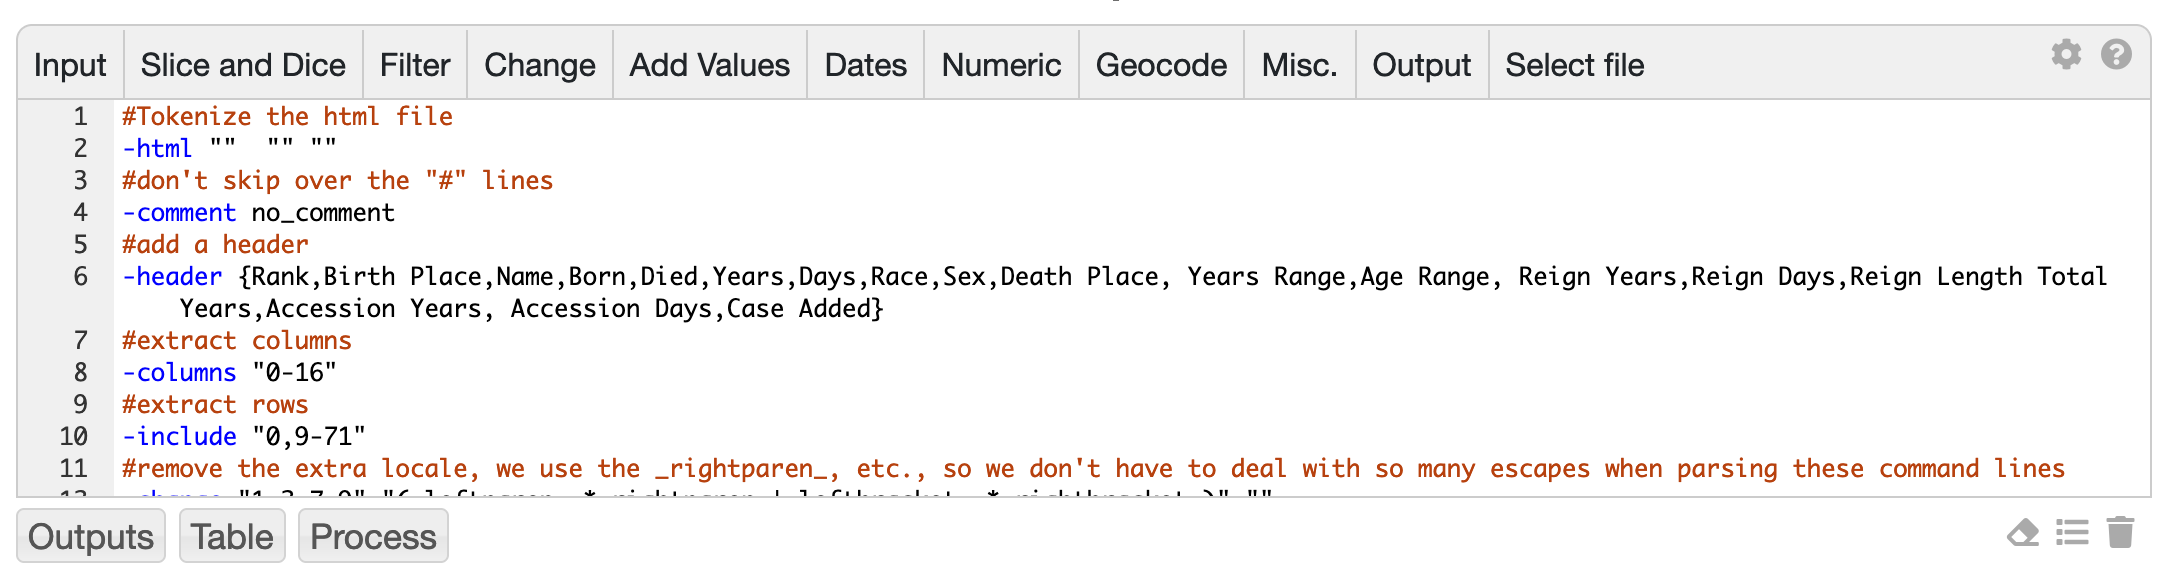 Input Slice and Dice Filter Change Add Values Dates Numeric Geocode Misc. Output Select file
1 #Tokenize the html file
2 -html "" "" ""
3 #don't skip over the "#" lines
4 -comment no_comment
5 #add a header
6 -header {Rank,Birth Place,Name,Born,Died,Years,Days,Race,Sex,Death Place, Years Range,Age Range, Reign Years,Reign Days,Reign Length Total
Years,Accession Years, Accession Days,Case Added}
7 #extract columns
8 -columns "0-16"
9 #extract rows
10 -include "0,9-71"
11 #remove the extra locale, we use the _rightparen_, etc., so we don't have to deal with so many escapes when parsing these command lines
Outputs Table Process